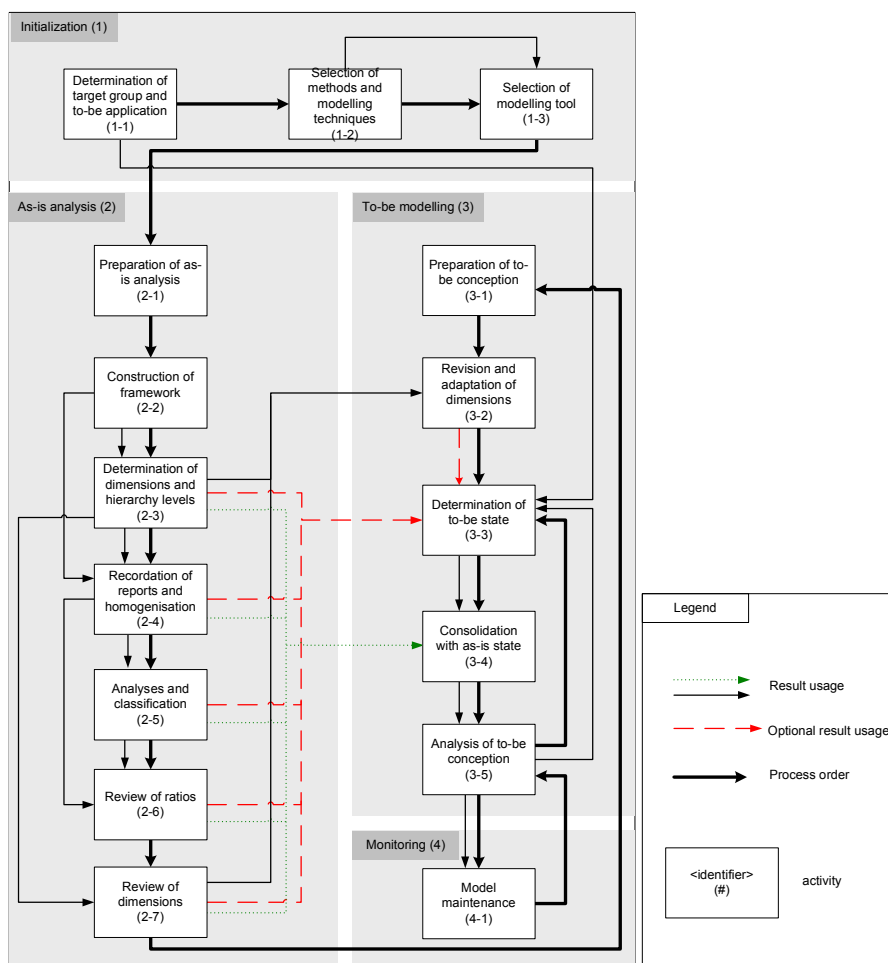 Initialization (1)
Determination of
target group and
to-be application
(1-1)
Selection of
methods and
modelling
techniques
(1-2)
Selection of
modelling tool
(1-3)
As-is analysis (2)
Preparation of as-
is analysis
(2-1)
Construction of
framework
(2-2)
Determination of
dimensions and
hierarchy levels
(2-3)
Recordation of
reports and
homogenisation
(2-4)
Analyses and
classification
(2-5)
Review of ratios
(2-6)
Review of
dimensions
(2-7)
To-be modelling (3)
Preparation of to-
be conception
(3-1)
Revision and
adaptation of
dimensions
(3-2)
Determination of
to-be state
(3-3)
Consolidation
with as-is state
(3-4)
Analysis of to-be
conception
(3-5)
Monitoring (4)
Model
maintenance
(4-1)
Legend
Result usage
Optional result usage
Process order
<identifier>
(#)
activity